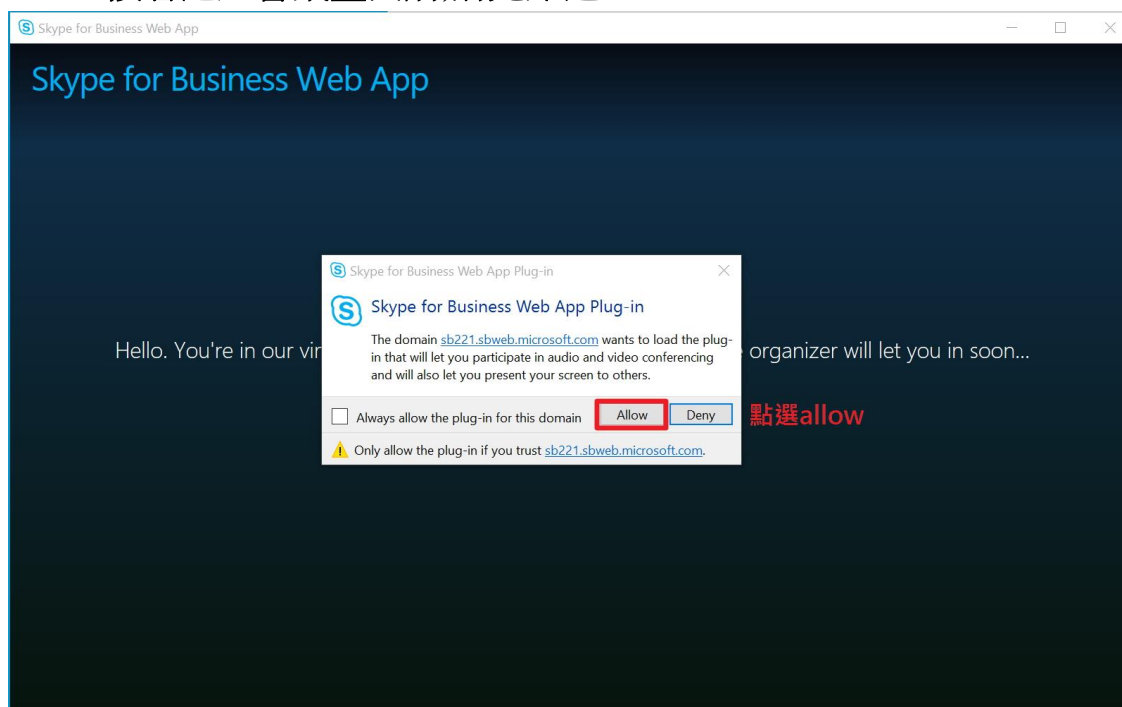 Skype for Business Web App
Skype for Business Web App
Skype for Business Web App Plug-in
Skype for Business Web App Plug-in
The domain sb221.sbweb.microsoft.com wants to load the plug-
in that will let you participate in audio and video conferencing
and will also let you present your screen to others.
Hello. You're in our vir
organizer will let you in soon...
Always allow the plug-in for this domain Allow Deny
點選allow
Only allow the plug-in if you trust sb221.sbweb.microsoft.com.